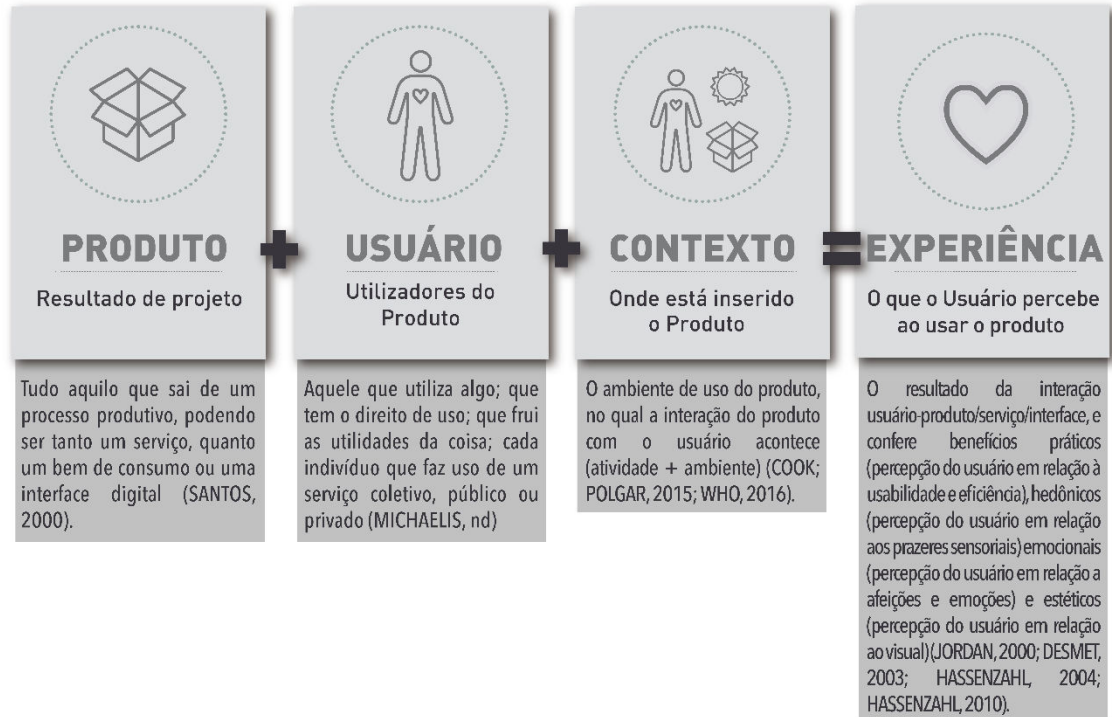 PRODUTO
Resultado de projeto
Tudo aquilo que sai de um
processo produtivo, podendo
ser tanto um serviço, quanto
um bem de consumo ou uma
interface digital (SANTOS,
2000).
+
USUÁRIO
Utilizadores do
Produto
Aquele que utiliza algo; que
tem o direito de uso; que frui
as utilidades da coisa; cada
indivíduo que faz uso de um
serviço coletivo, público ou
privado (MICHAELIS, nd)
+
CONTEXTO
Onde está inserido
o Produto
O ambiente de uso do produto,
no qual a interação do produto
com o usuário acontece
(atividade + ambiente) (COOK;
POLGAR, 2015; WHO, 2016).
=
EXPERIÊNCIA
O que o Usuário percebe
ao usar o produto
O resultado da interação
usuário-produto/serviço/interface, e
confere benefícios práticos
(percepção do usuário em relação à
usabilidade e eficiência), hedônicos
(percepção do usuário em relação
aos prazeres sensoriais) emocionais
(percepção do usuário em relação a
afeições e emoções) e estéticos
(percepção do usuário em relação
ao visual) (JORDAN, 2000; DESMET,
2003; HASSENZAHL, 2004;
HASSENZAHL, 2010).